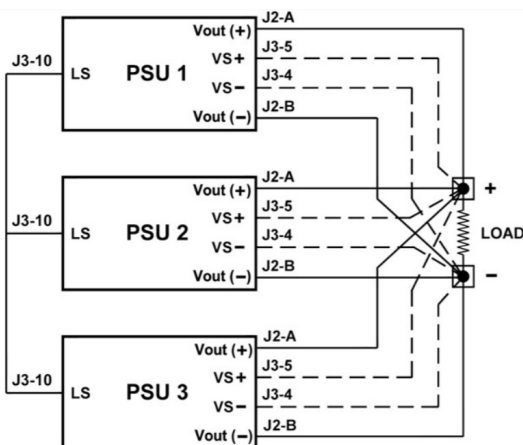 Vout (+) J2-A
VS+ J3-5
J3-10 LS PSU 1
VS− J3-4
Vout (−) J2-B
Vout (+) J2-A
+
VS+ J3-5
J3-10 LS PSU 2 LOAD
VS− J3-4
Vout (−) J2-B
−
Vout (+) J2-A
VS+ J3-5
J3-10 LS PSU 3
VS− J3-4
Vout (−) J2-B